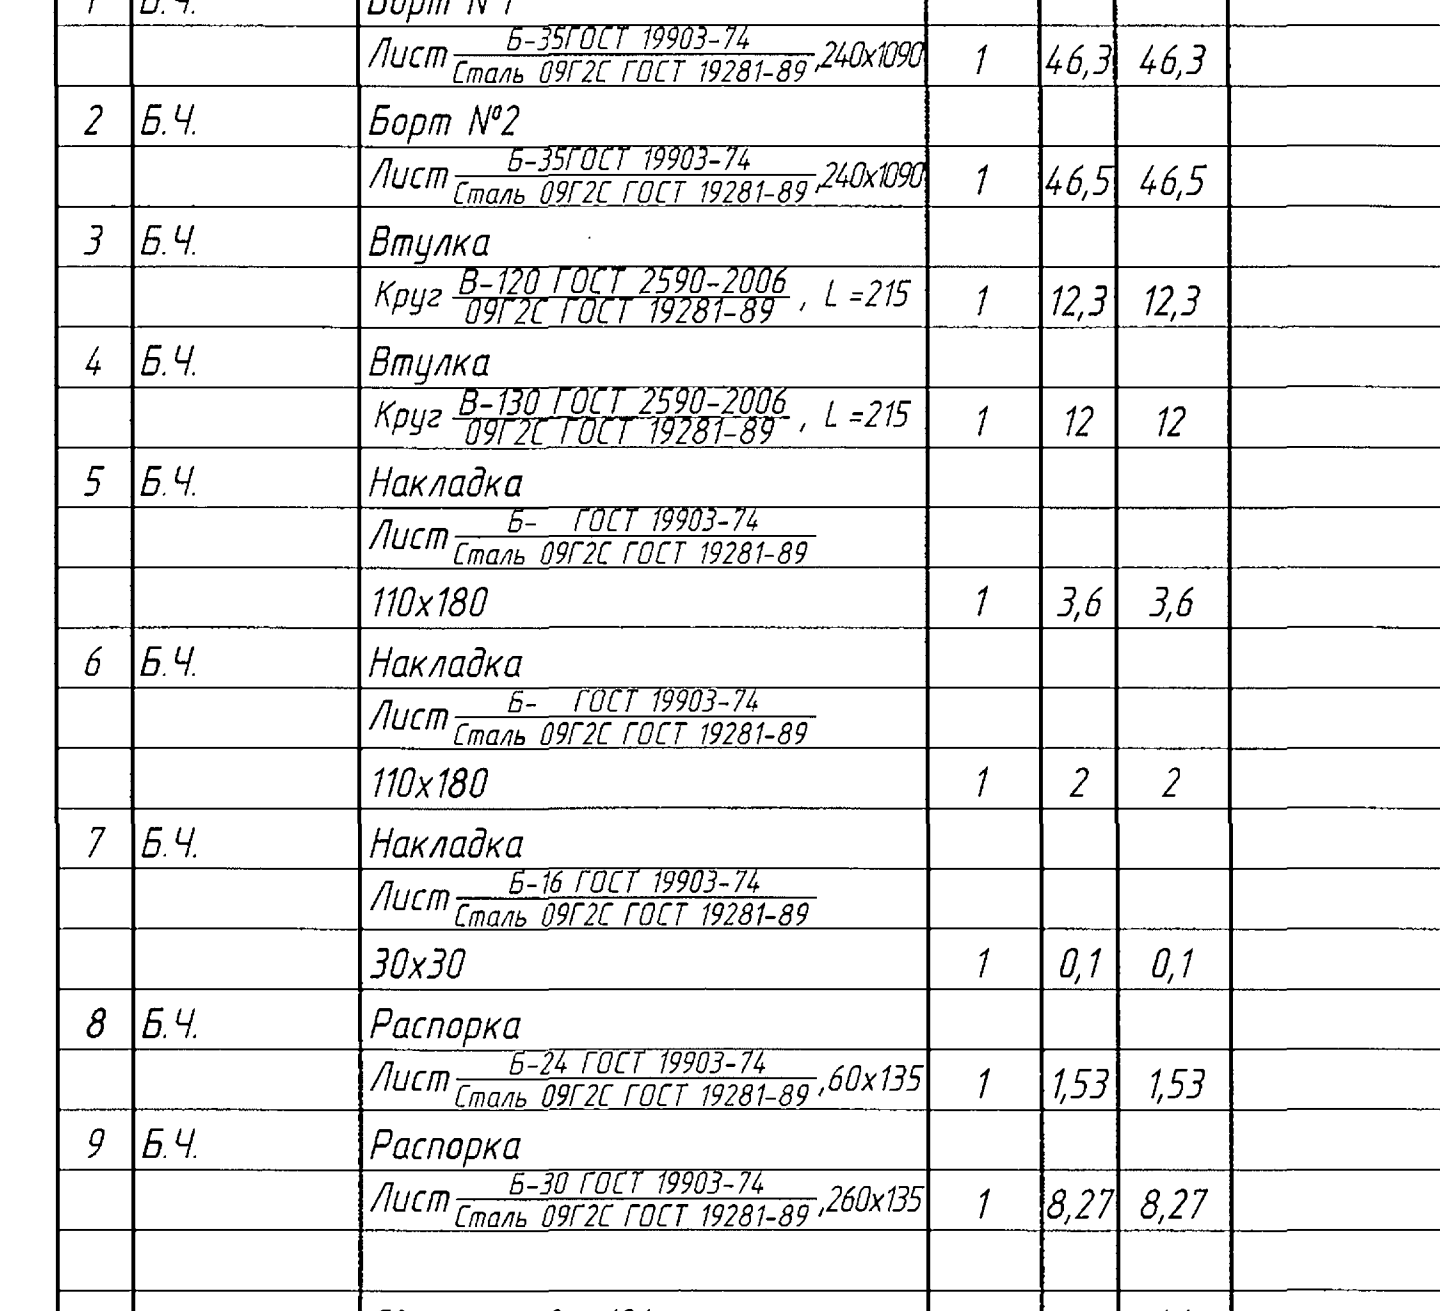 1 Б.Ч. Борт №1
Лист Б-35ГОСТ 19903-74
Сталь 09Г2С ГОСТ 19281-89 ,240х1090 1 46,3 46,3
2 Б.Ч. Борт №2
Лист Б-35ГОСТ 19903-74
Сталь 09Г2С ГОСТ 19281-89 ,240х1090 1 46,5 46,5
3 Б.Ч. Втулка
Круг В-120 ГОСТ 2590-2006
09Г2С ГОСТ 19281-89 , L =215 1 12,3 12,3
4 Б.Ч. Втулка
Круг В-130 ГОСТ 2590-2006
09Г2С ГОСТ 19281-89 , L =215 1 12 12
5 Б.Ч. Накладка
Лист Б- ГОСТ 19903-74
Сталь 09Г2С ГОСТ 19281-89
110х180 1 3,6 3,6
6 Б.Ч. Накладка
Лист Б- ГОСТ 19903-74
Сталь 09Г2С ГОСТ 19281-89
110х180 1 2 2
7 Б.Ч. Накладка
Лист Б-16 ГОСТ 19903-74
Сталь 09Г2С ГОСТ 19281-89
30х30 1 0,1 0,1
8 Б.Ч. Распорка
Лист Б-24 ГОСТ 19903-74
Сталь 09Г2С ГОСТ 19281-89 ,60х135 1 1,53 1,53
9 Б.Ч. Распорка
Лист Б-30 ГОСТ 19903-74
Сталь 09Г2С ГОСТ 19281-89 ,260х135 1 8,27 8,27